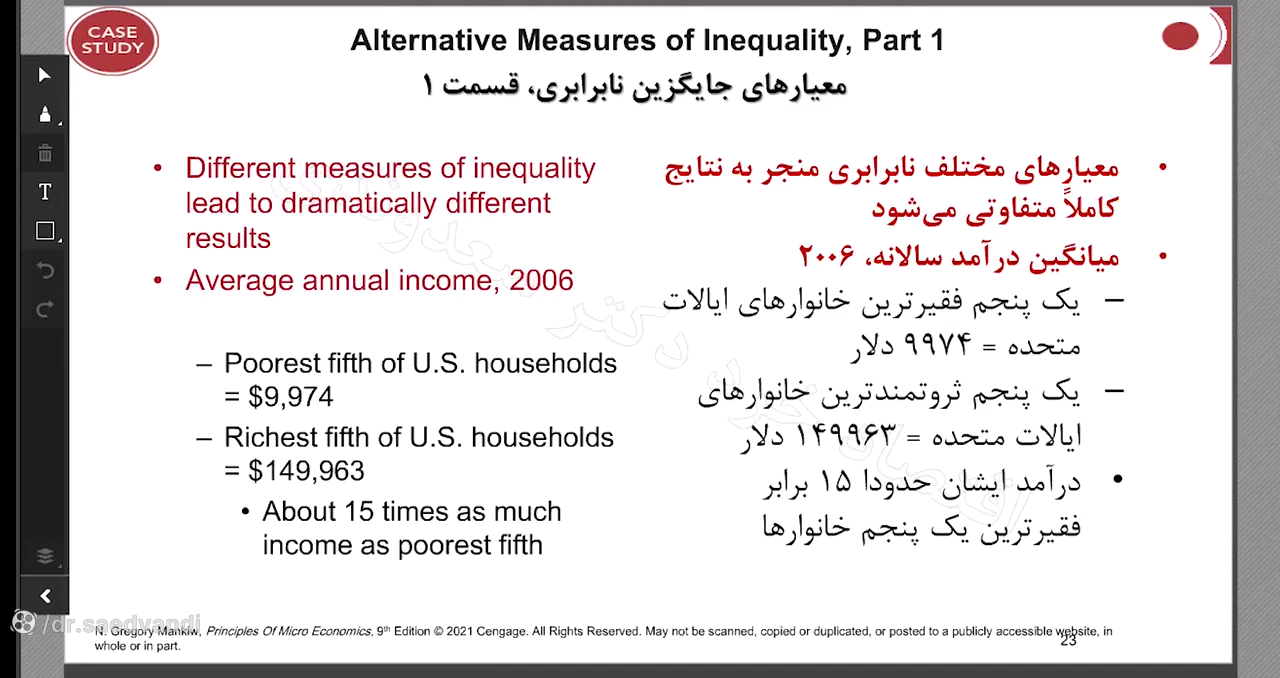 CASE
STUDY
Alternative Measures of Inequality, Part 1
معیارهای جایگزین نابرابری، قسمت ۱
• Different measures of inequality
lead to dramatically different
results
• Average annual income, 2006
– Poorest fifth of U.S. households
= $9,974
– Richest fifth of U.S. households
= $149,963
• About 15 times as much
income as poorest fifth
• معیارهای مختلف نابرابری منجر به نتایج
کاملاً متفاوتی می‌شود
• میانگین درآمد سالانه، ۲۰۰۶
– یک پنجم فقیرترین خانوارهای ایالات
متحده = ۹۹۷۴ دلار
– یک پنجم ثروتمندترین خانوارهای
ایالات متحده = ۱۴۹۹۶۳ دلار
• درآمد ایشان حدودا ۱۵ برابر
فقیرترین یک پنجم خانوارها
اقتصاد خرد دکتر سعدوندی
T
/dr.saedvandi
N. Gregory Mankiw, Principles Of Micro Economics, 9th Edition © 2021 Cengage. All Rights Reserved. May not be scanned, copied or duplicated, or posted to a publicly accessible website, in
whole or in part.
23